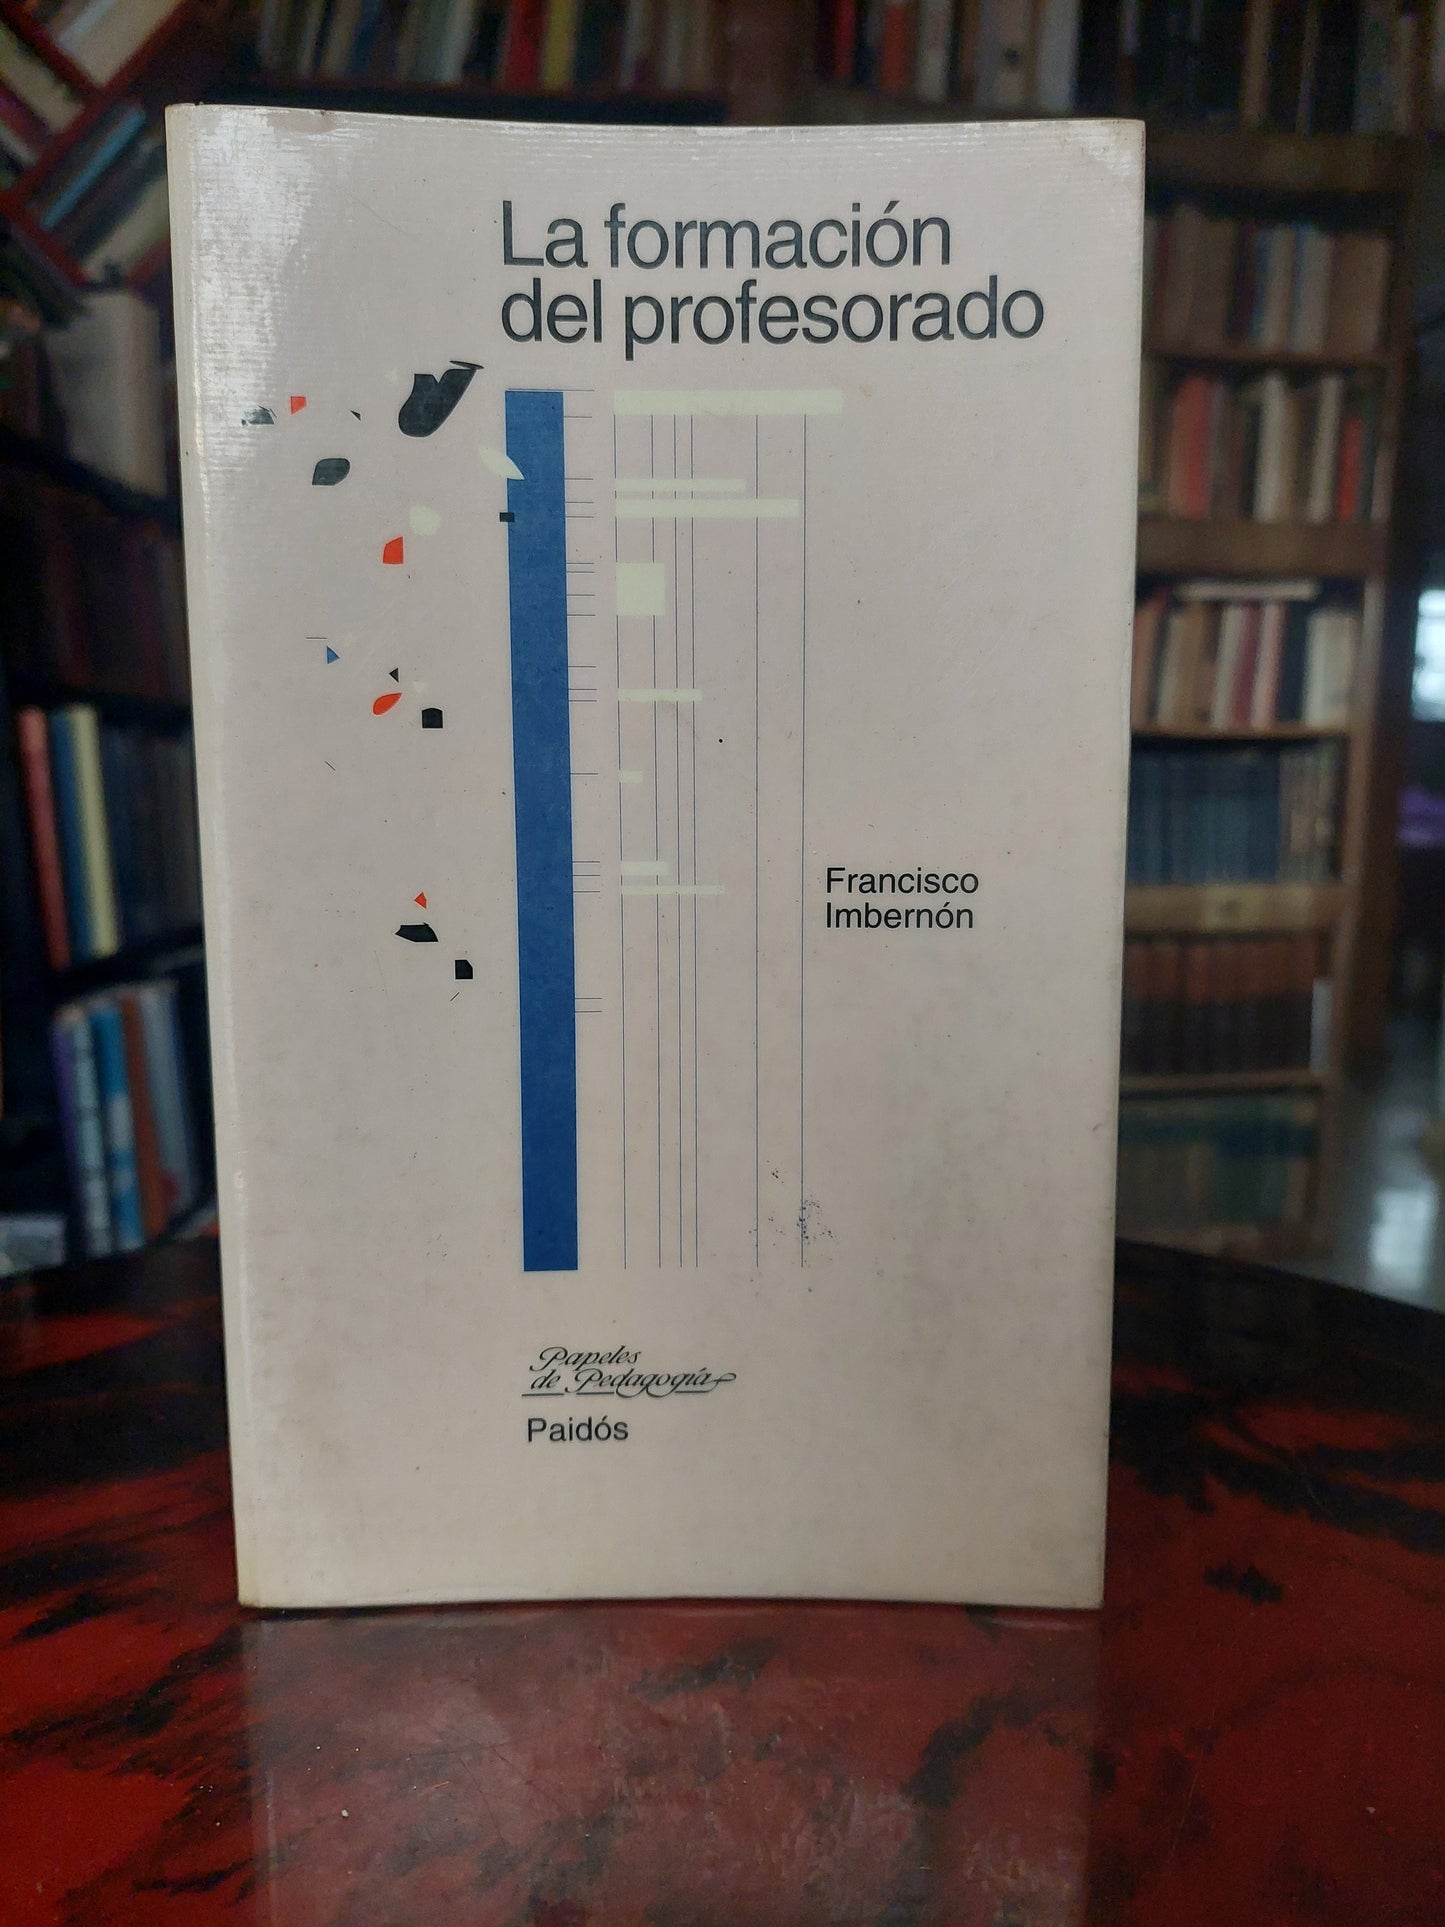 La formación
del profesorado
Francisco
Imbernón
Papeles
de Pedagogía
Paidós